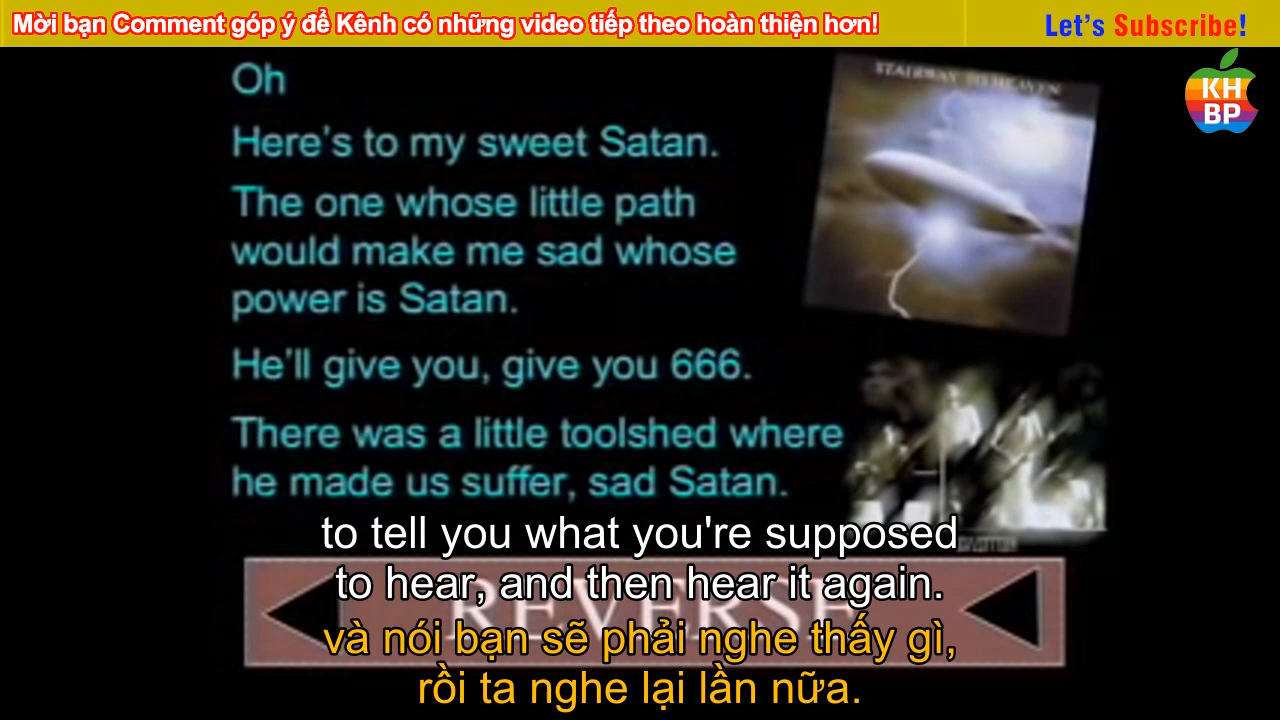 Mời bạn Comment góp ý để Kênh có những video tiếp theo hoàn thiện hơn!
Let's Subscribe!
KH
BP
STAIRWAY TO HEAVEN
Oh
Here's to my sweet Satan.
The one whose little path
would make me sad whose
power is Satan.
He'll give you, give you 666.
There was a little toolshed where
he made us suffer, sad Satan.
to tell you what you're supposed
to hear, and then hear it again.
REVERSE
và nói bạn sẽ phải nghe thấy gì,
rồi ta nghe lại lần nữa.